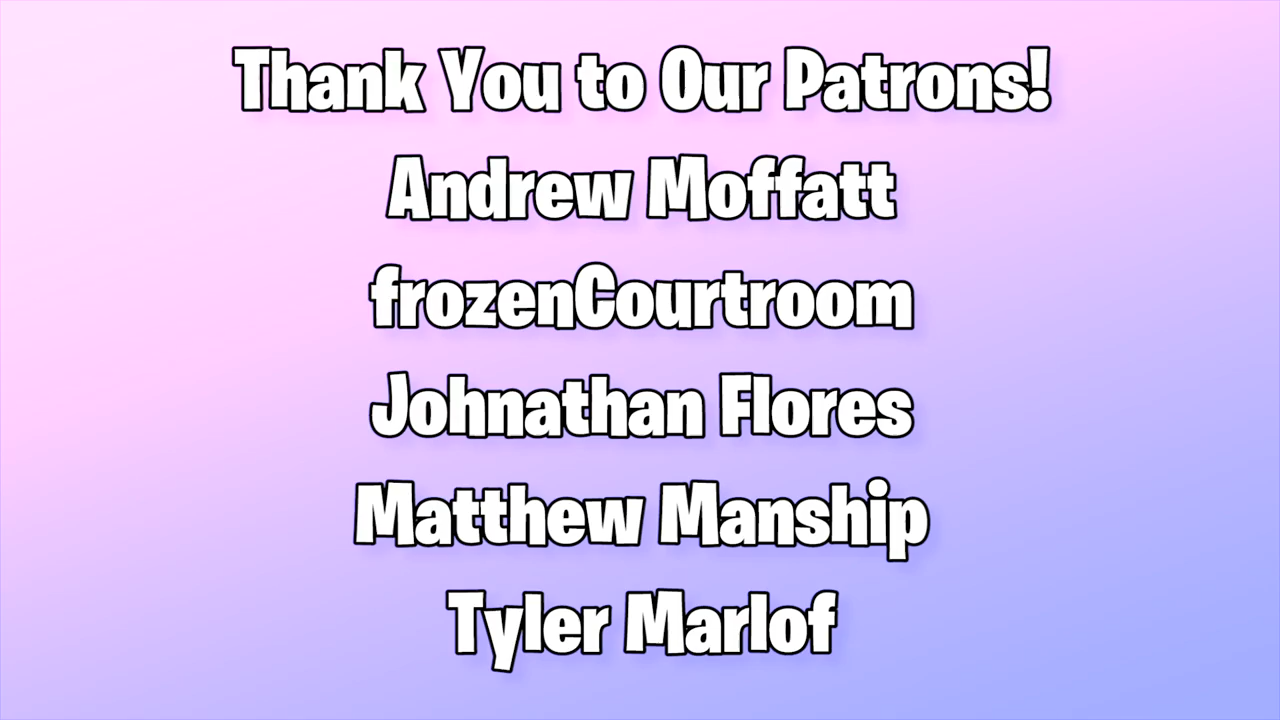 Thank You to Our Patrons!
Andrew Moffatt
frozenCourtroom
Johnathan Flores
Matthew Manship
Tyler Marlof